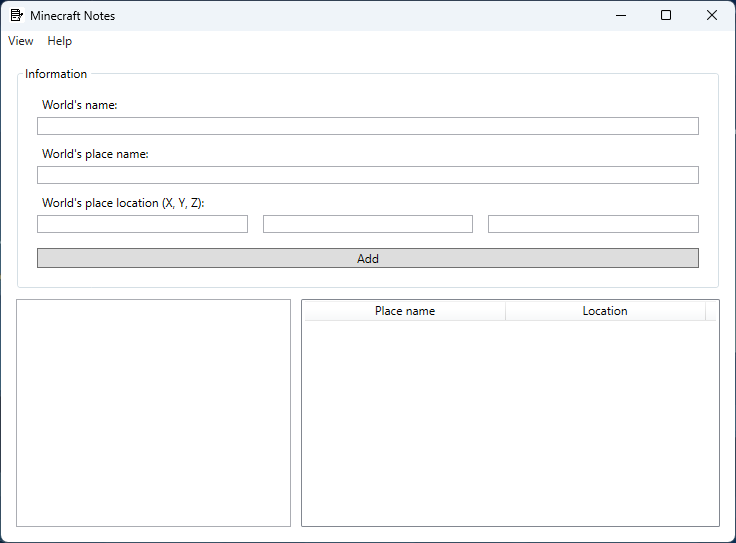 Minecraft Notes
View Help
Information
World's name:
World's place name:
World's place location (X, Y, Z):
Add
Place name Location